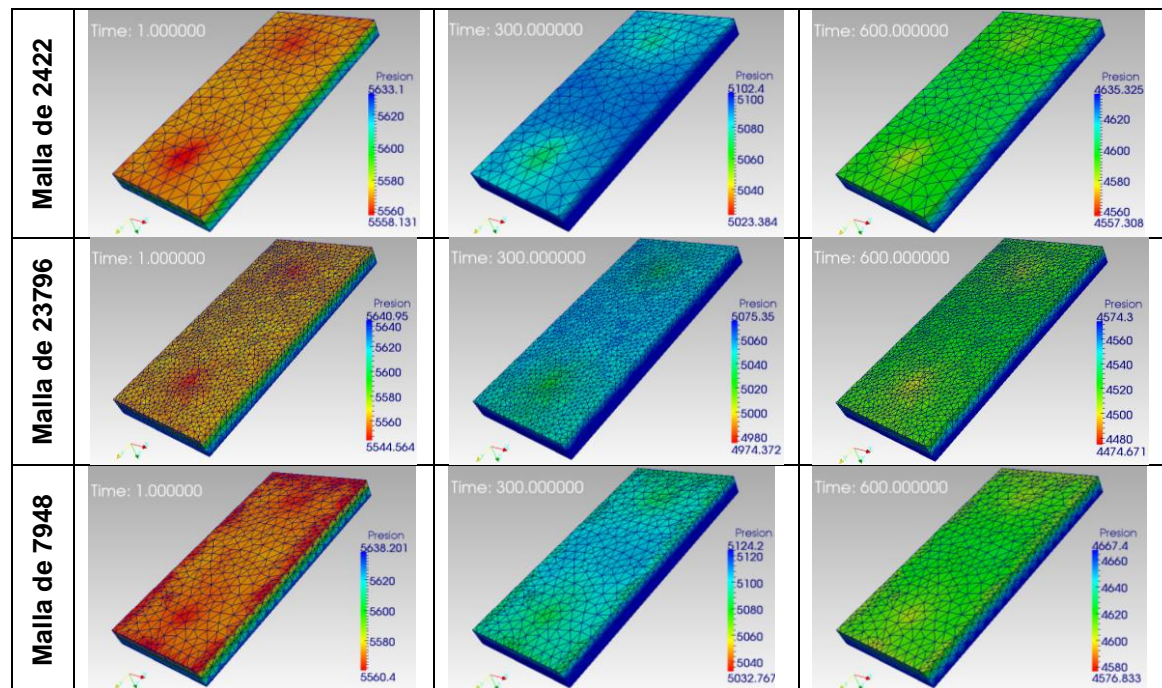 Malla de 2422
Time: 1.000000
Presion
5633.1
5620
5600
5580
5560
5558.131
Time: 300.000000
Presion
5102.4
5100
5080
5060
5040
5023.384
Time: 600.000000
Presion
4635.325
4620
4600
4580
4560
4557.308
Malla de 23796
Time: 1.000000
Presion
5640.95
5640
5620
5600
5580
5560
5544.564
Time: 300.000000
Presion
5075.35
5060
5040
5020
5000
4980
4974.372
Time: 600.000000
Presion
4574.3
4560
4540
4520
4500
4480
4474.671
Malla de 7948
Time: 1.000000
Presion
5638.201
5620
5600
5580
5560.4
Time: 300.000000
Presion
5124.2
5120
5100
5080
5060
5040
5032.767
Time: 600.000000
Presion
4667.4
4660
4640
4620
4600
4580
4576.833